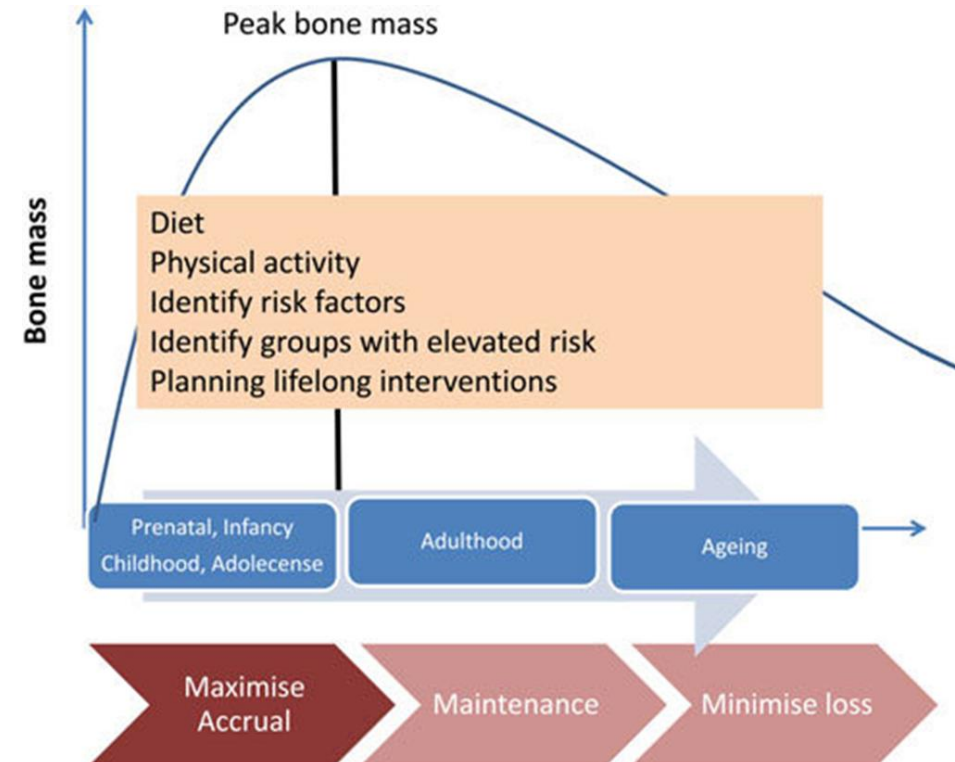 Peak bone mass
Bone mass
Diet
Physical activity
Identify risk factors
Identify groups with elevated risk
Planning lifelong interventions
Prenatal, Infancy
Childhood, Adolecense
Adulthood
Ageing
Maximise
Accrual
Maintenance
Minimise loss